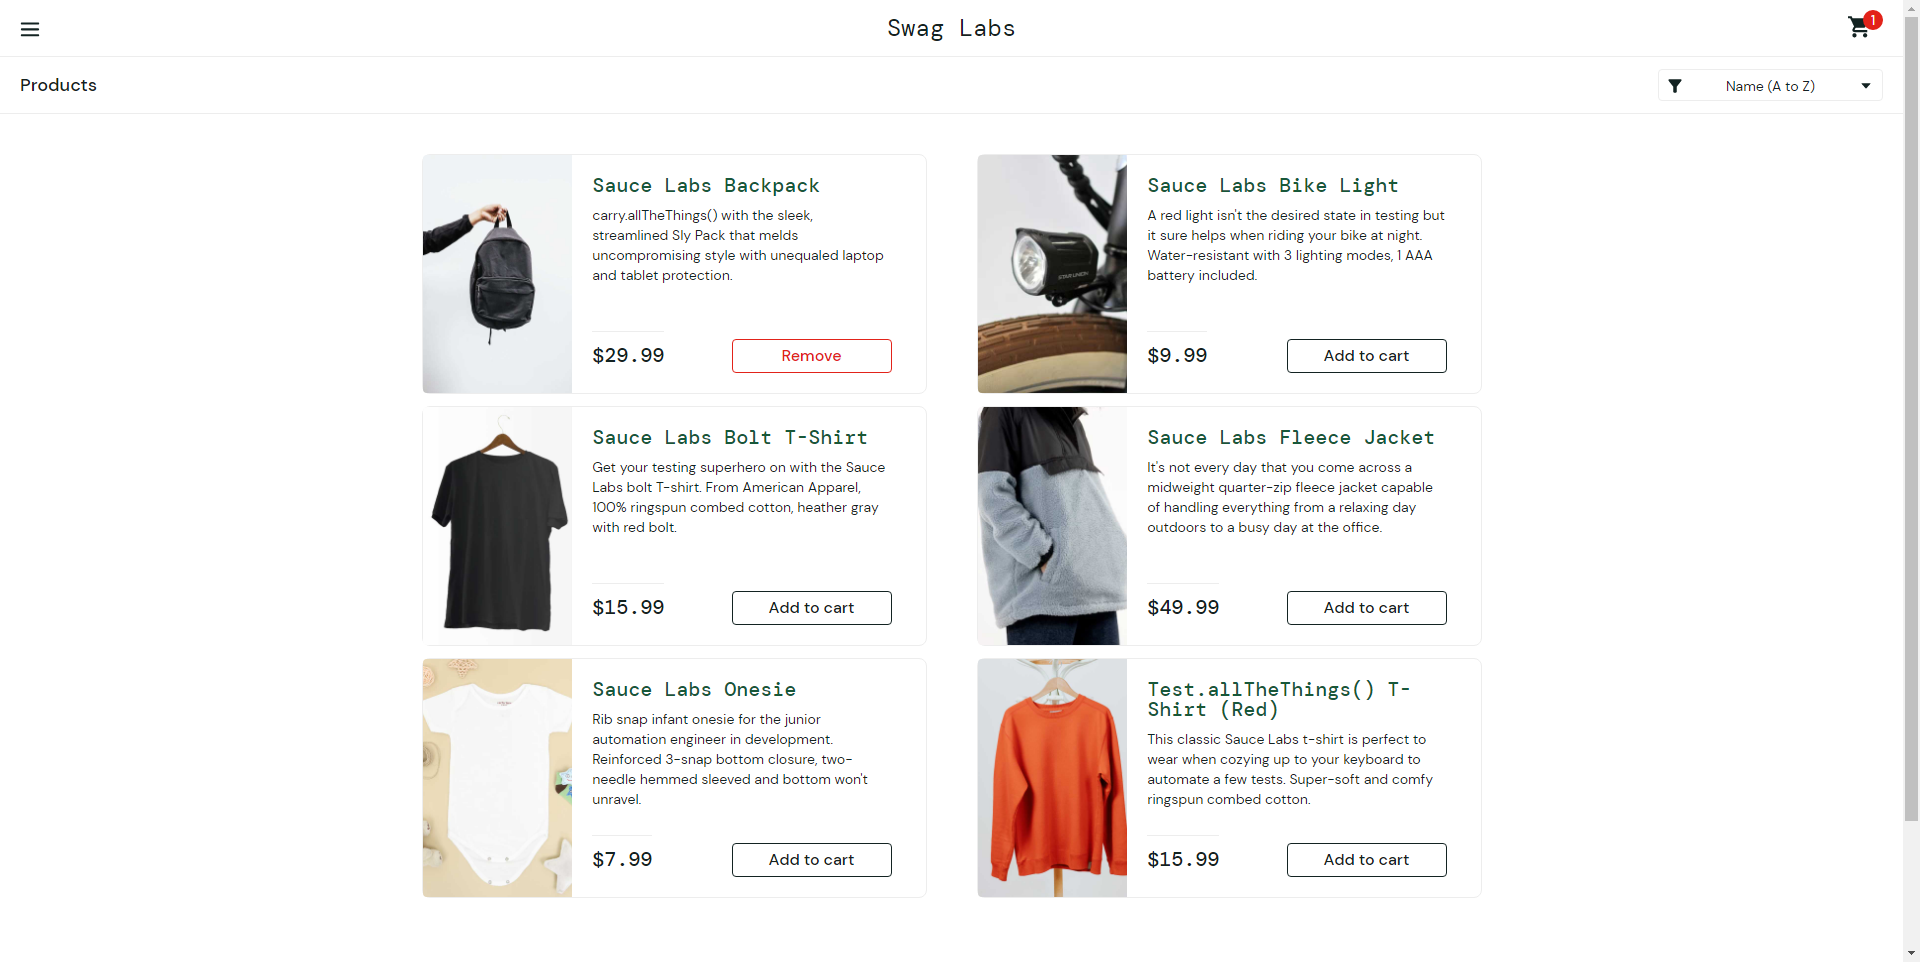 Swag Labs
1
Products
Name (A to Z)
Sauce Labs Backpack
carry.allTheThings() with the sleek,
streamlined Sly Pack that melds
uncompromising style with unequaled laptop
and tablet protection.
$29.99
Remove
Sauce Labs Bike Light
A red light isn't the desired state in testing but
it sure helps when riding your bike at night.
Water-resistant with 3 lighting modes, 1 AAA
battery included.
STAR UNION
$9.99
Add to cart
Sauce Labs Bolt T-Shirt
Get your testing superhero on with the Sauce
Labs bolt T-shirt. From American Apparel,
100% ringspun combed cotton, heather gray
with red bolt.
$15.99
Add to cart
Sauce Labs Fleece Jacket
It's not every day that you come across a
midweight quarter-zip fleece jacket capable
of handling everything from a relaxing day
outdoors to a busy day at the office.
$49.99
Add to cart
Sauce Labs Onesie
Rib snap infant onesie for the junior
automation engineer in development.
Reinforced 3-snap bottom closure, two-
needle hemmed sleeved and bottom won't
unravel.
$7.99
Add to cart
Test.allTheThings() T-
Shirt (Red)
This classic Sauce Labs t-shirt is perfect to
wear when cozying up to your keyboard to
automate a few tests. Super-soft and comfy
ringspun combed cotton.
$15.99
Add to cart